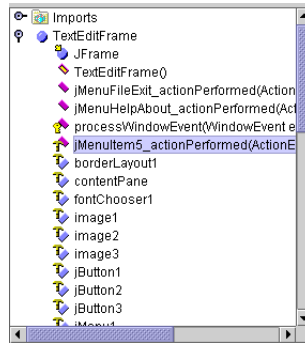 Imports
TextEditFrame
JFrame
TextEditFrame()
jMenuFileExit_actionPerformed(Action
jMenuHelpAbout_actionPerformed(Act
processWindowEvent(WindowEvent e
jMenuItem5_actionPerformed(ActionE
borderLayout1
contentPane
fontChooser1
image1
image2
image3
jButton1
jButton2
jButton3
jMenu1